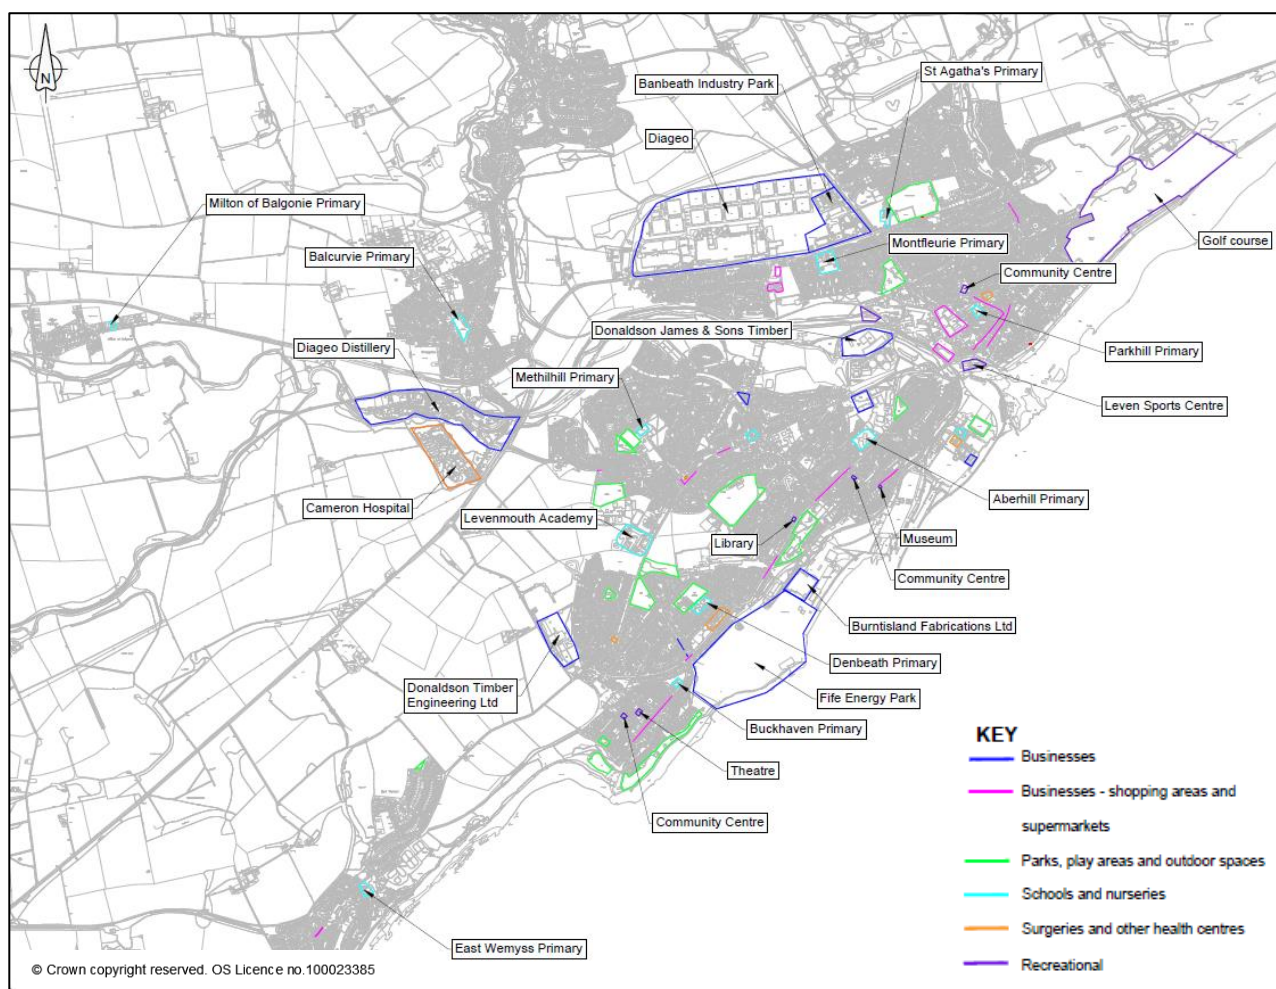 N
St Agatha's Primary
Banbeath Industry Park
Diageo
Milton of Balgonie Primary
Montfleurie Primary
Golf course
Balcurvie Primary
Community Centre
Donaldson James & Sons Timber
Diageo Distillery
Parkhill Primary
Methilhill Primary
Leven Sports Centre
Aberhill Primary
Cameron Hospital
Levenmouth Academy
Museum
Library
Community Centre
Burntisland Fabrications Ltd
Denbeath Primary
Donaldson Timber
Engineering Ltd
Fife Energy Park
Buckhaven Primary
Theatre
Community Centre
East Wemyss Primary
KEY
Businesses
Businesses - shopping areas and
supermarkets
Parks, play areas and outdoor spaces
Schools and nurseries
Surgeries and other health centres
Recreational
© Crown copyright reserved. OS Licence no.100023385